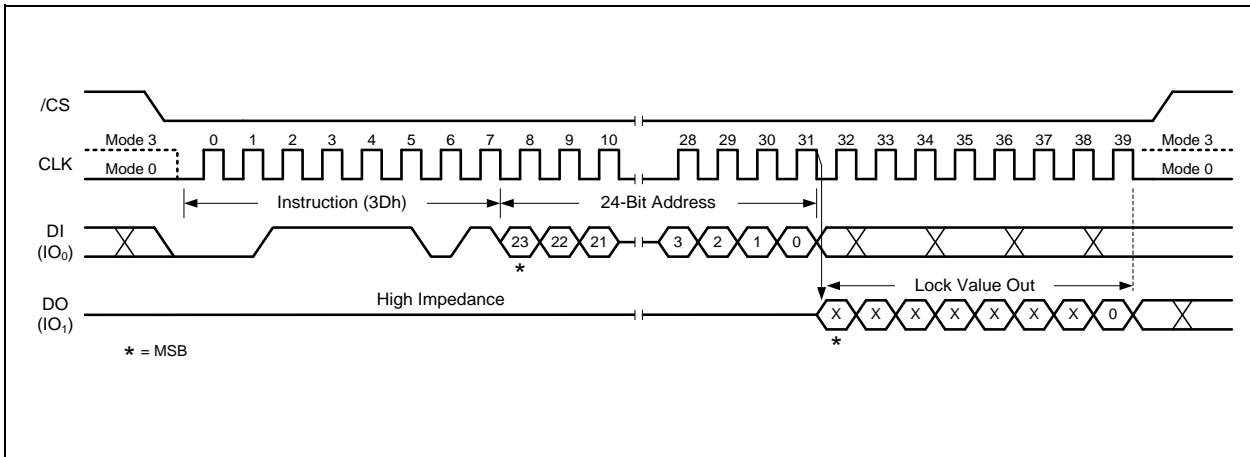 /CS
Mode 3 0 1 2 3 4 5 6 7 8 9 10 28 29 30 31 32 33 34 35 36 37 38 39 Mode 3
CLK Mode 0 Mode 0
Instruction (3Dh) 24-Bit Address
DI
(IO₀)
23 22 21 3 2 1 0
*
High Impedance Lock Value Out
DO
(IO₁)
X X X X X X X 0
*
* = MSB